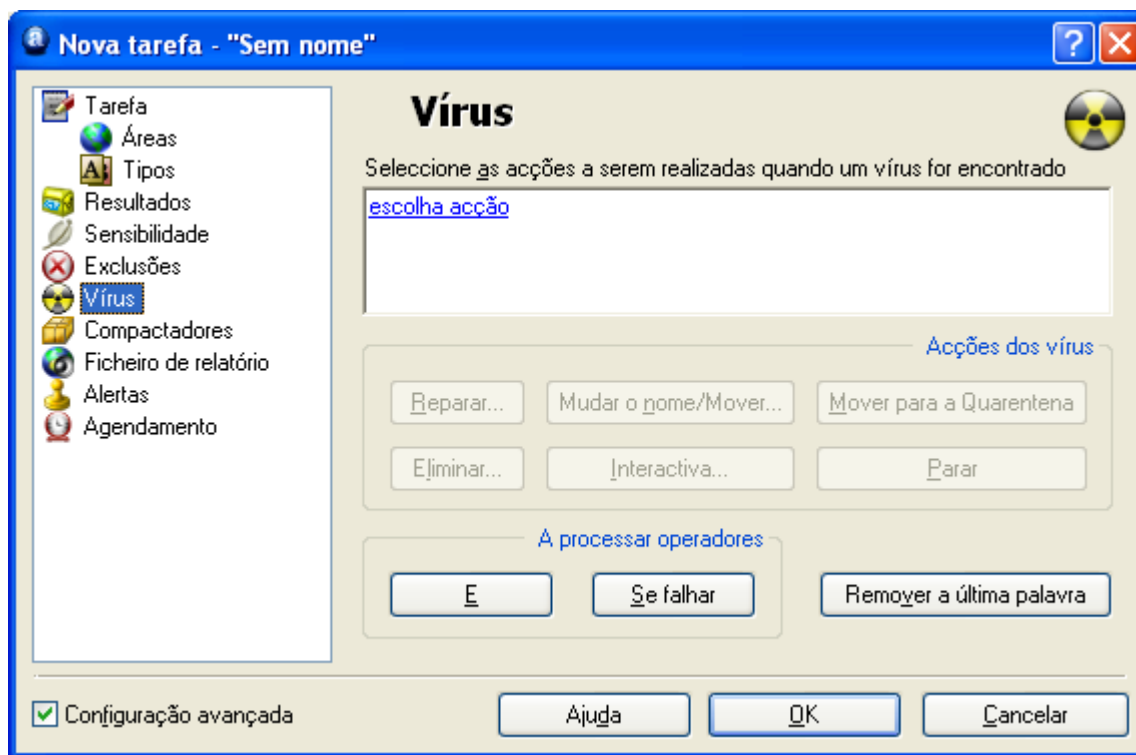 Nova tarefa - "Sem nome"
Tarefa
Áreas
Tipos
Resultados
Sensibilidade
Exclusões
Vírus
Compactadores
Ficheiro de relatório
Alertas
Agendamento
Vírus
Seleccione as acções a serem realizadas quando um vírus for encontrado
escolha acção
Acções dos vírus
Reparar... Mudar o nome/Mover... Mover para a Quarentena
Eliminar... Interactiva... Parar
A processar operadores
E Se falhar Remover a última palavra
Configuração avançada Ajuda OK Cancelar